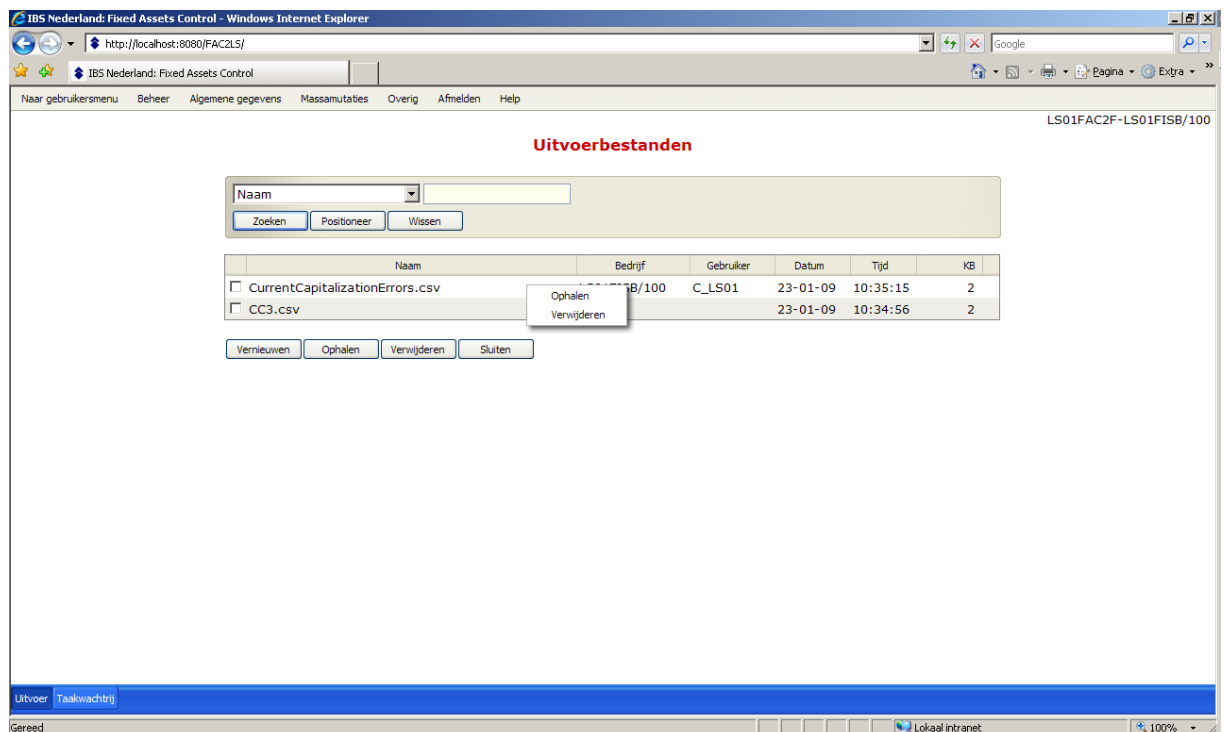 IBS Nederland: Fixed Assets Control - Windows Internet Explorer
http://localhost:8080/FAC2LS/ Google
IBS Nederland: Fixed Assets Control Pagina Extra
Naar gebruikersmenu Beheer Algemene gegevens Massamutaties Overig Afmelden Help
LS01FAC2F-LS01FISB/100
Uitvoerbestanden
Naam
Zoeken Positioneer Wissen
Naam Bedrijf Gebruiker Datum Tijd KB
CurrentCapitalizationErrors.csv B/100 C_LS01 23-01-09 10:35:15 2
Ophalen
CC3.csv 23-01-09 10:34:56 2
Verwijderen
Vernieuwen Ophalen Verwijderen Sluiten
Uitvoer Taakwachtrij
Gereed Lokaal intranet 100%